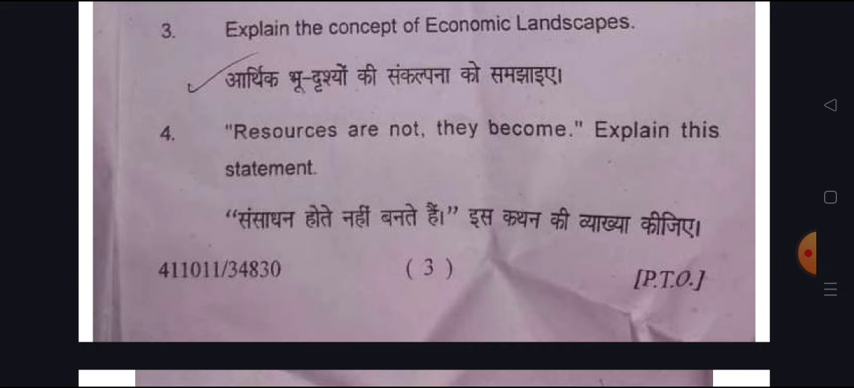 3. Explain the concept of Economic Landscapes.
आर्थिक भू-दृश्यों की संकल्पना को समझाइए।
4. "Resources are not, they become." Explain this
statement.
“संसाधन होते नहीं बनते हैं।” इस कथन की व्याख्या कीजिए।
411011/34830 ( 3 ) [P.T.O.]